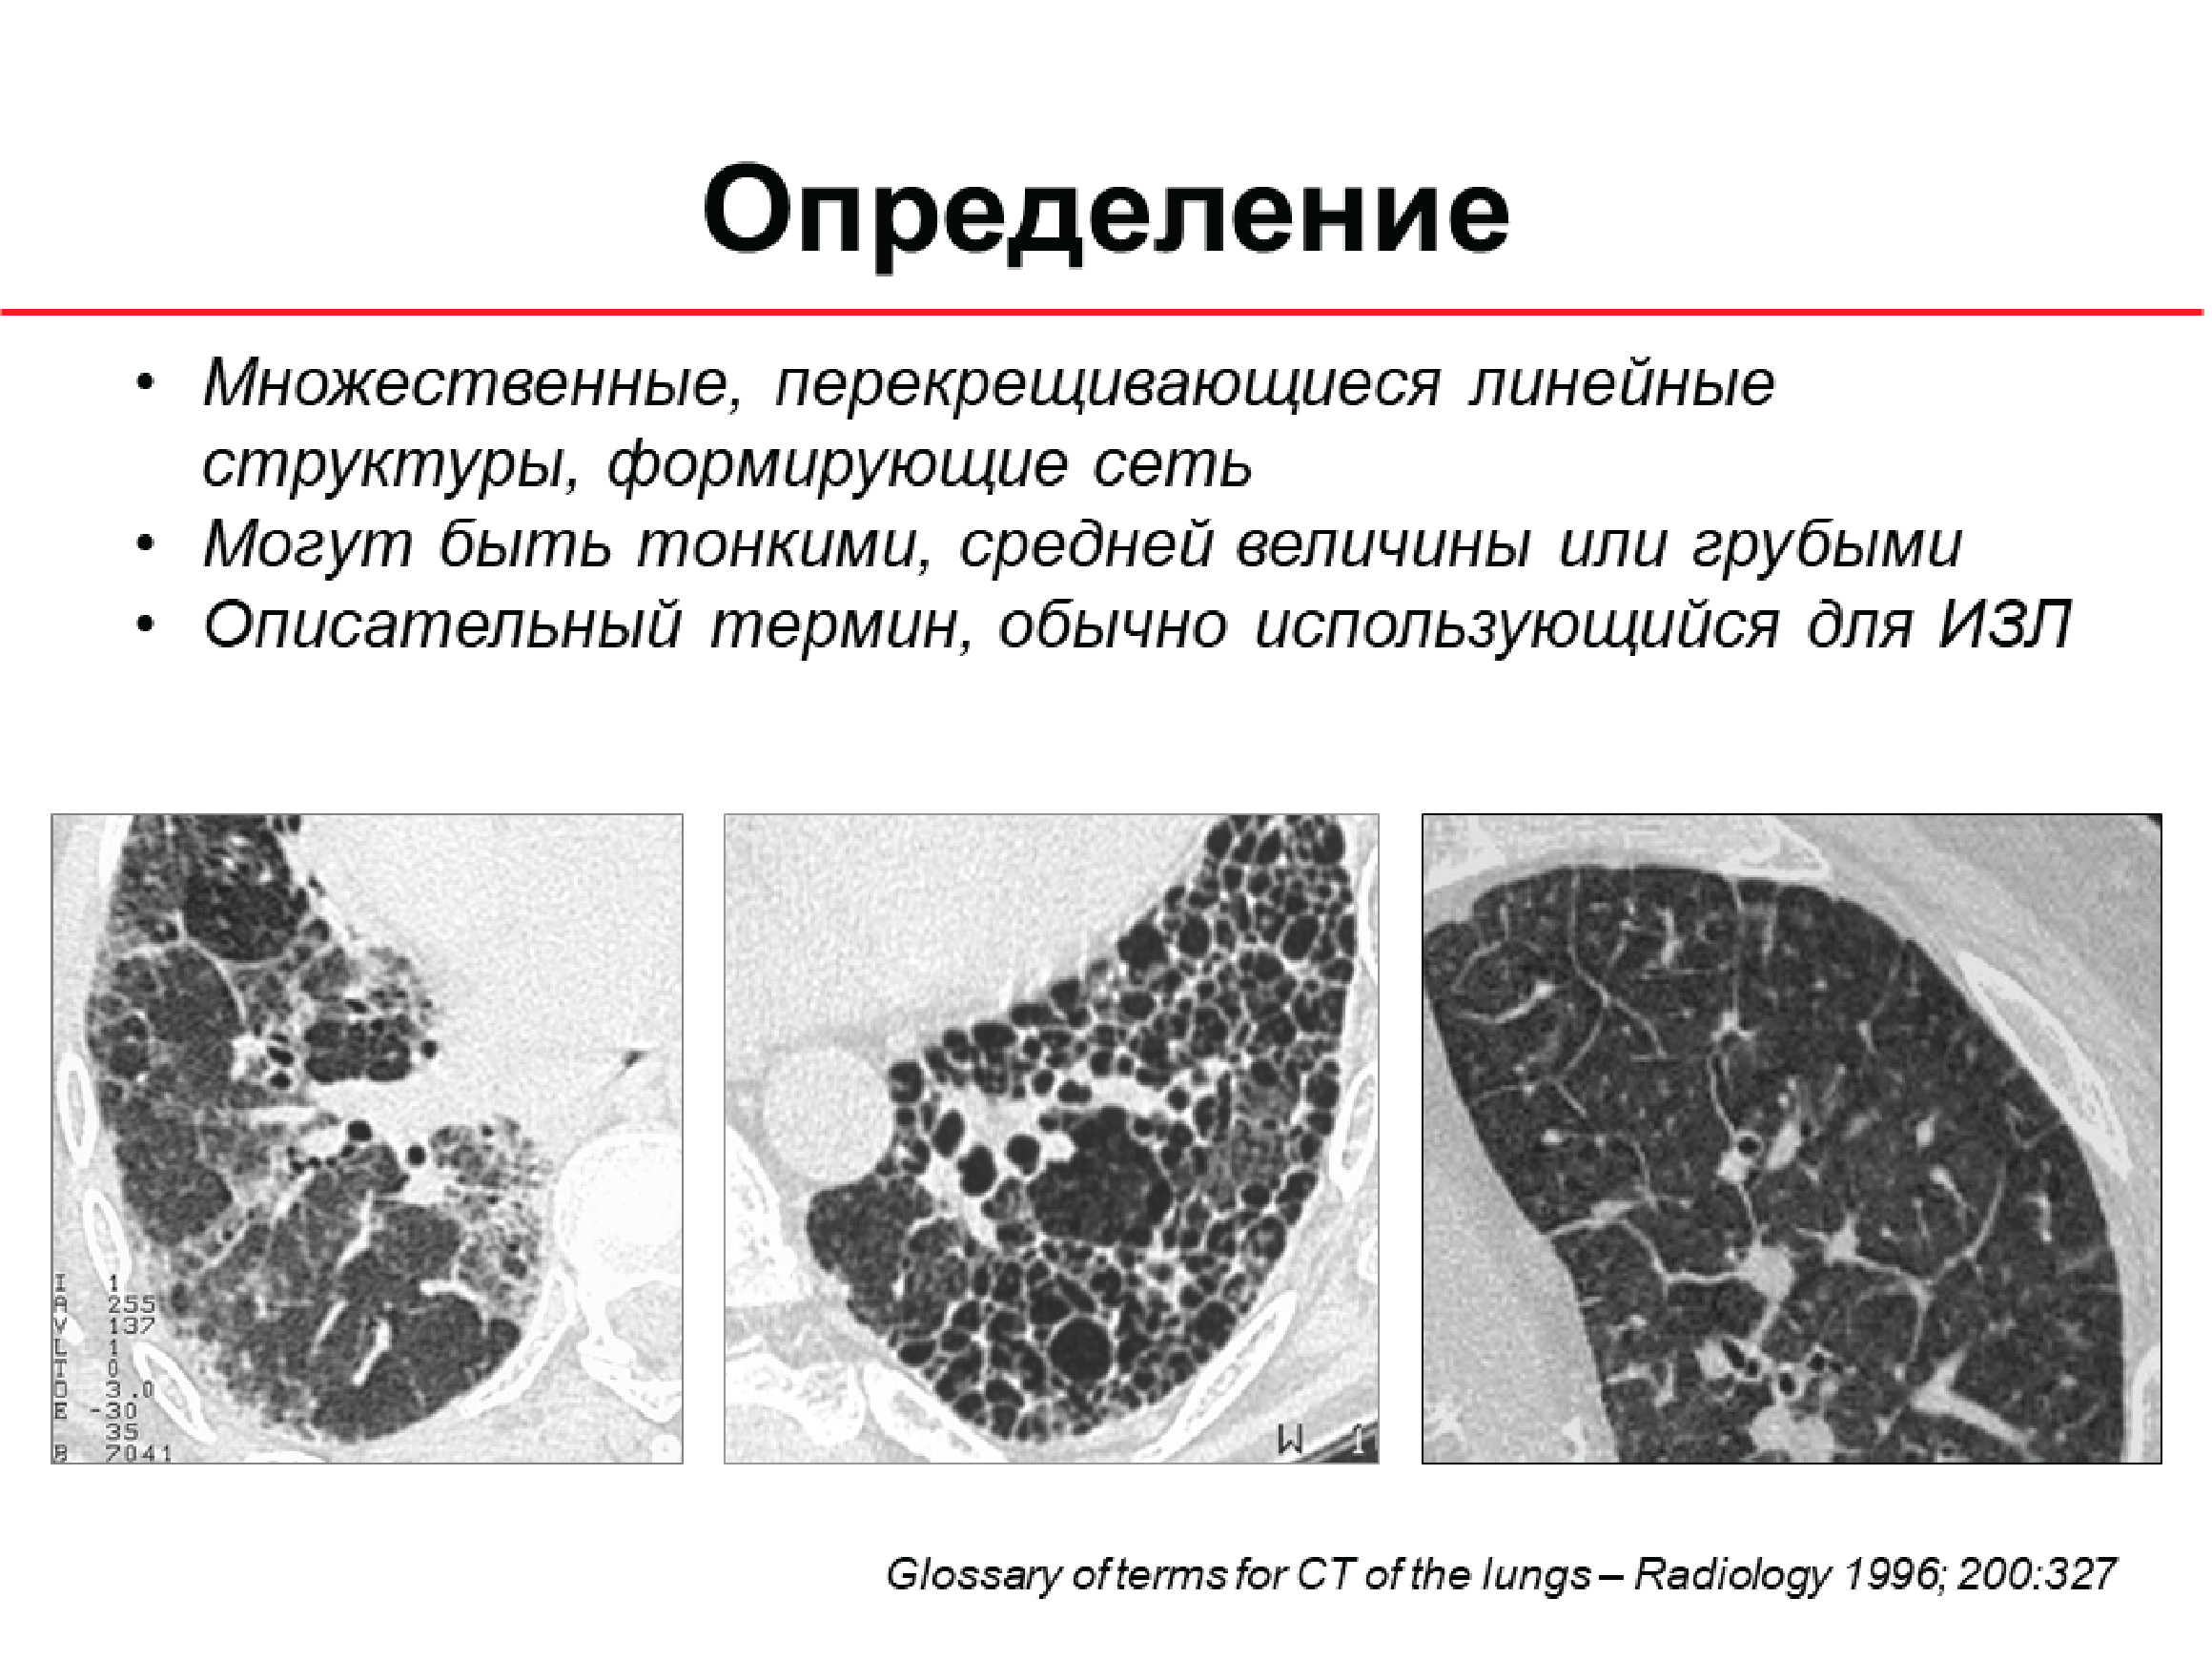 Определение
• Множественные, перекрещивающиеся линейные
структуры, формирующие сеть
• Могут быть тонкими, средней величины или грубыми
• Описательный термин, обычно использующийся для ИЗЛ
I 1
A 255
V 137
L 1
T 0
D 3.0
E -30
35
B 7041
W 1
Glossary of terms for CT of the lungs – Radiology 1996; 200:327